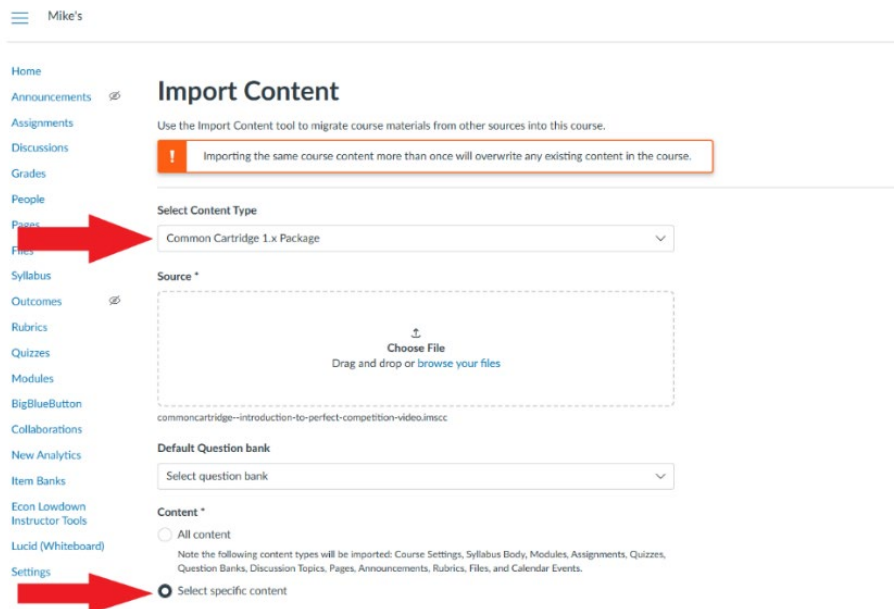 Mike's
Home
Announcements
Assignments
Discussions
Grades
People
Pages
Files
Syllabus
Outcomes
Rubrics
Quizzes
Modules
BigBlueButton
Collaborations
New Analytics
Item Banks
Econ Lowdown
Instructor Tools
Lucid (Whiteboard)
Settings
Import Content
Use the Import Content tool to migrate course materials from other sources into this course.
! Importing the same course content more than once will overwrite any existing content in the course.
Select Content Type
Common Cartridge 1.x Package
Source *
Choose File
Drag and drop or browse your files
commoncartridge--introduction-to-perfect-competition-video.imscc
Default Question bank
Select question bank
Content *
All content
Note the following content types will be imported: Course Settings, Syllabus Body, Modules, Assignments, Quizzes,
Question Banks, Discussion Topics, Pages, Announcements, Rubrics, Files, and Calendar Events.
Select specific content